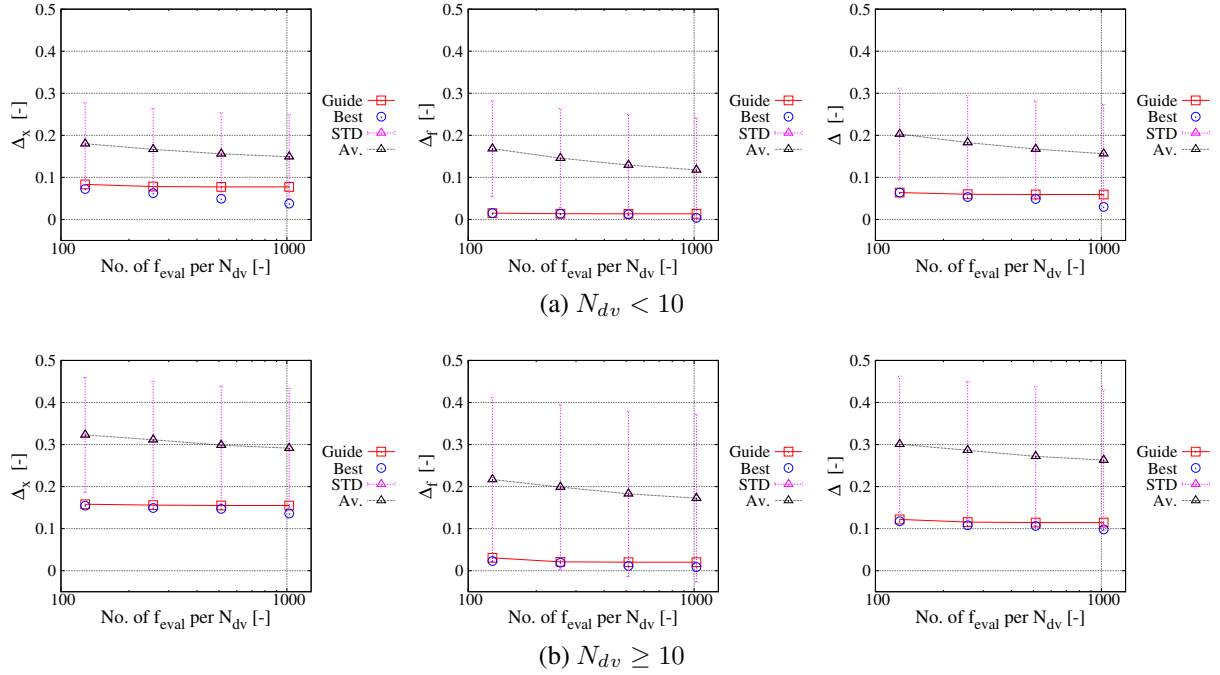 0.5
0.4
0.3
0.2
0.1
0
Δx [-]
100
1000
No. of feval per Ndv [-]
Guide
Best
STD
Av.
0.5
0.4
0.3
0.2
0.1
0
Δf [-]
100
1000
No. of feval per Ndv [-]
Guide
Best
STD
Av.
0.5
0.4
0.3
0.2
0.1
0
Δ [-]
100
1000
No. of feval per Ndv [-]
Guide
Best
STD
Av.
(a) Ndv < 10
0.5
0.4
0.3
0.2
0.1
0
Δx [-]
100
1000
No. of feval per Ndv [-]
Guide
Best
STD
Av.
0.5
0.4
0.3
0.2
0.1
0
Δf [-]
100
1000
No. of feval per Ndv [-]
Guide
Best
STD
Av.
0.5
0.4
0.3
0.2
0.1
0
Δ [-]
100
1000
No. of feval per Ndv [-]
Guide
Best
STD
Av.
(b) Ndv ≥ 10